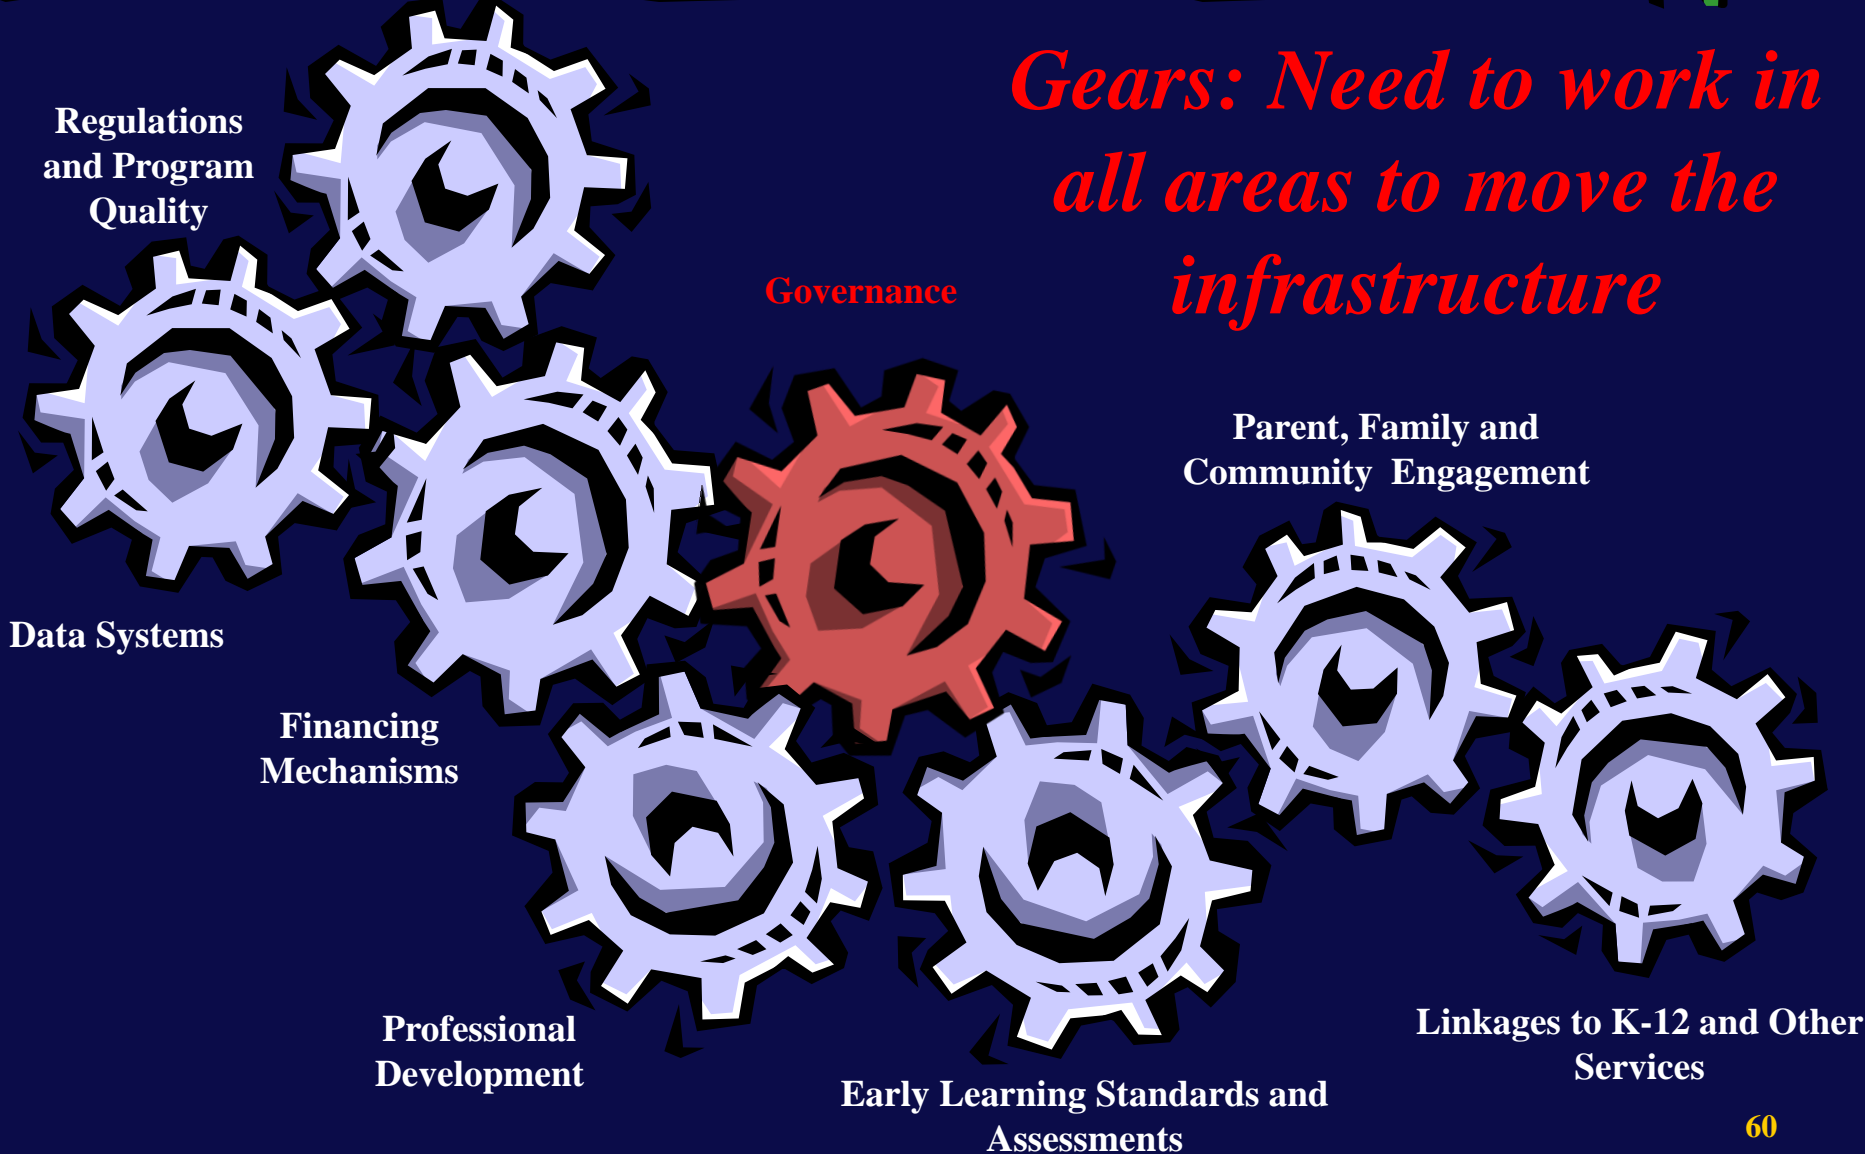 Gears: Need to work in
all areas to move the
infrastructure
Regulations
and Program
Quality
Governance
Parent, Family and
Community  Engagement
Data Systems
Financing
Mechanisms
Professional
Development
Linkages to K-12 and Other
Services
Early Learning Standards and
Assessments
60